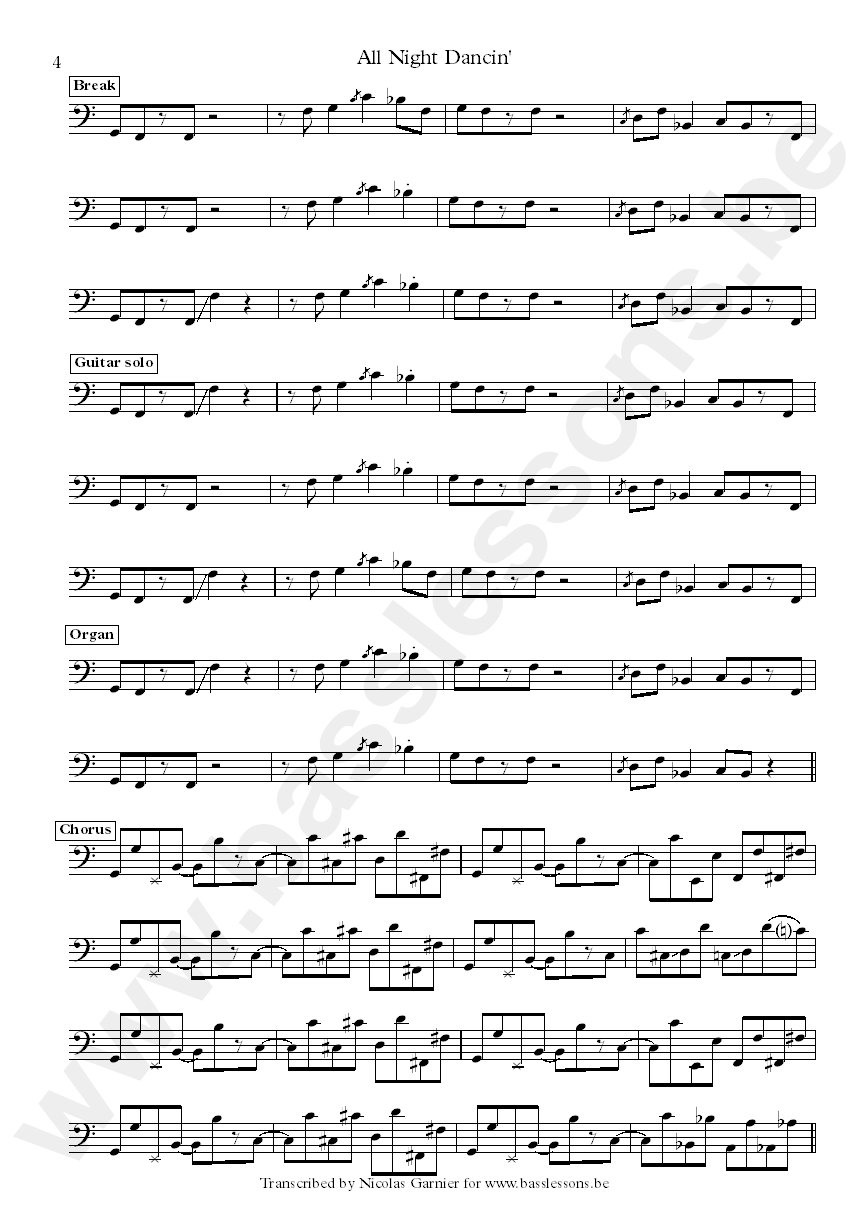 4
All Night Dancin'
Break
Guitar solo
Organ
Chorus
Transcribed by Nicolas Garnier for www.basslessons.be
www.basslessons.be